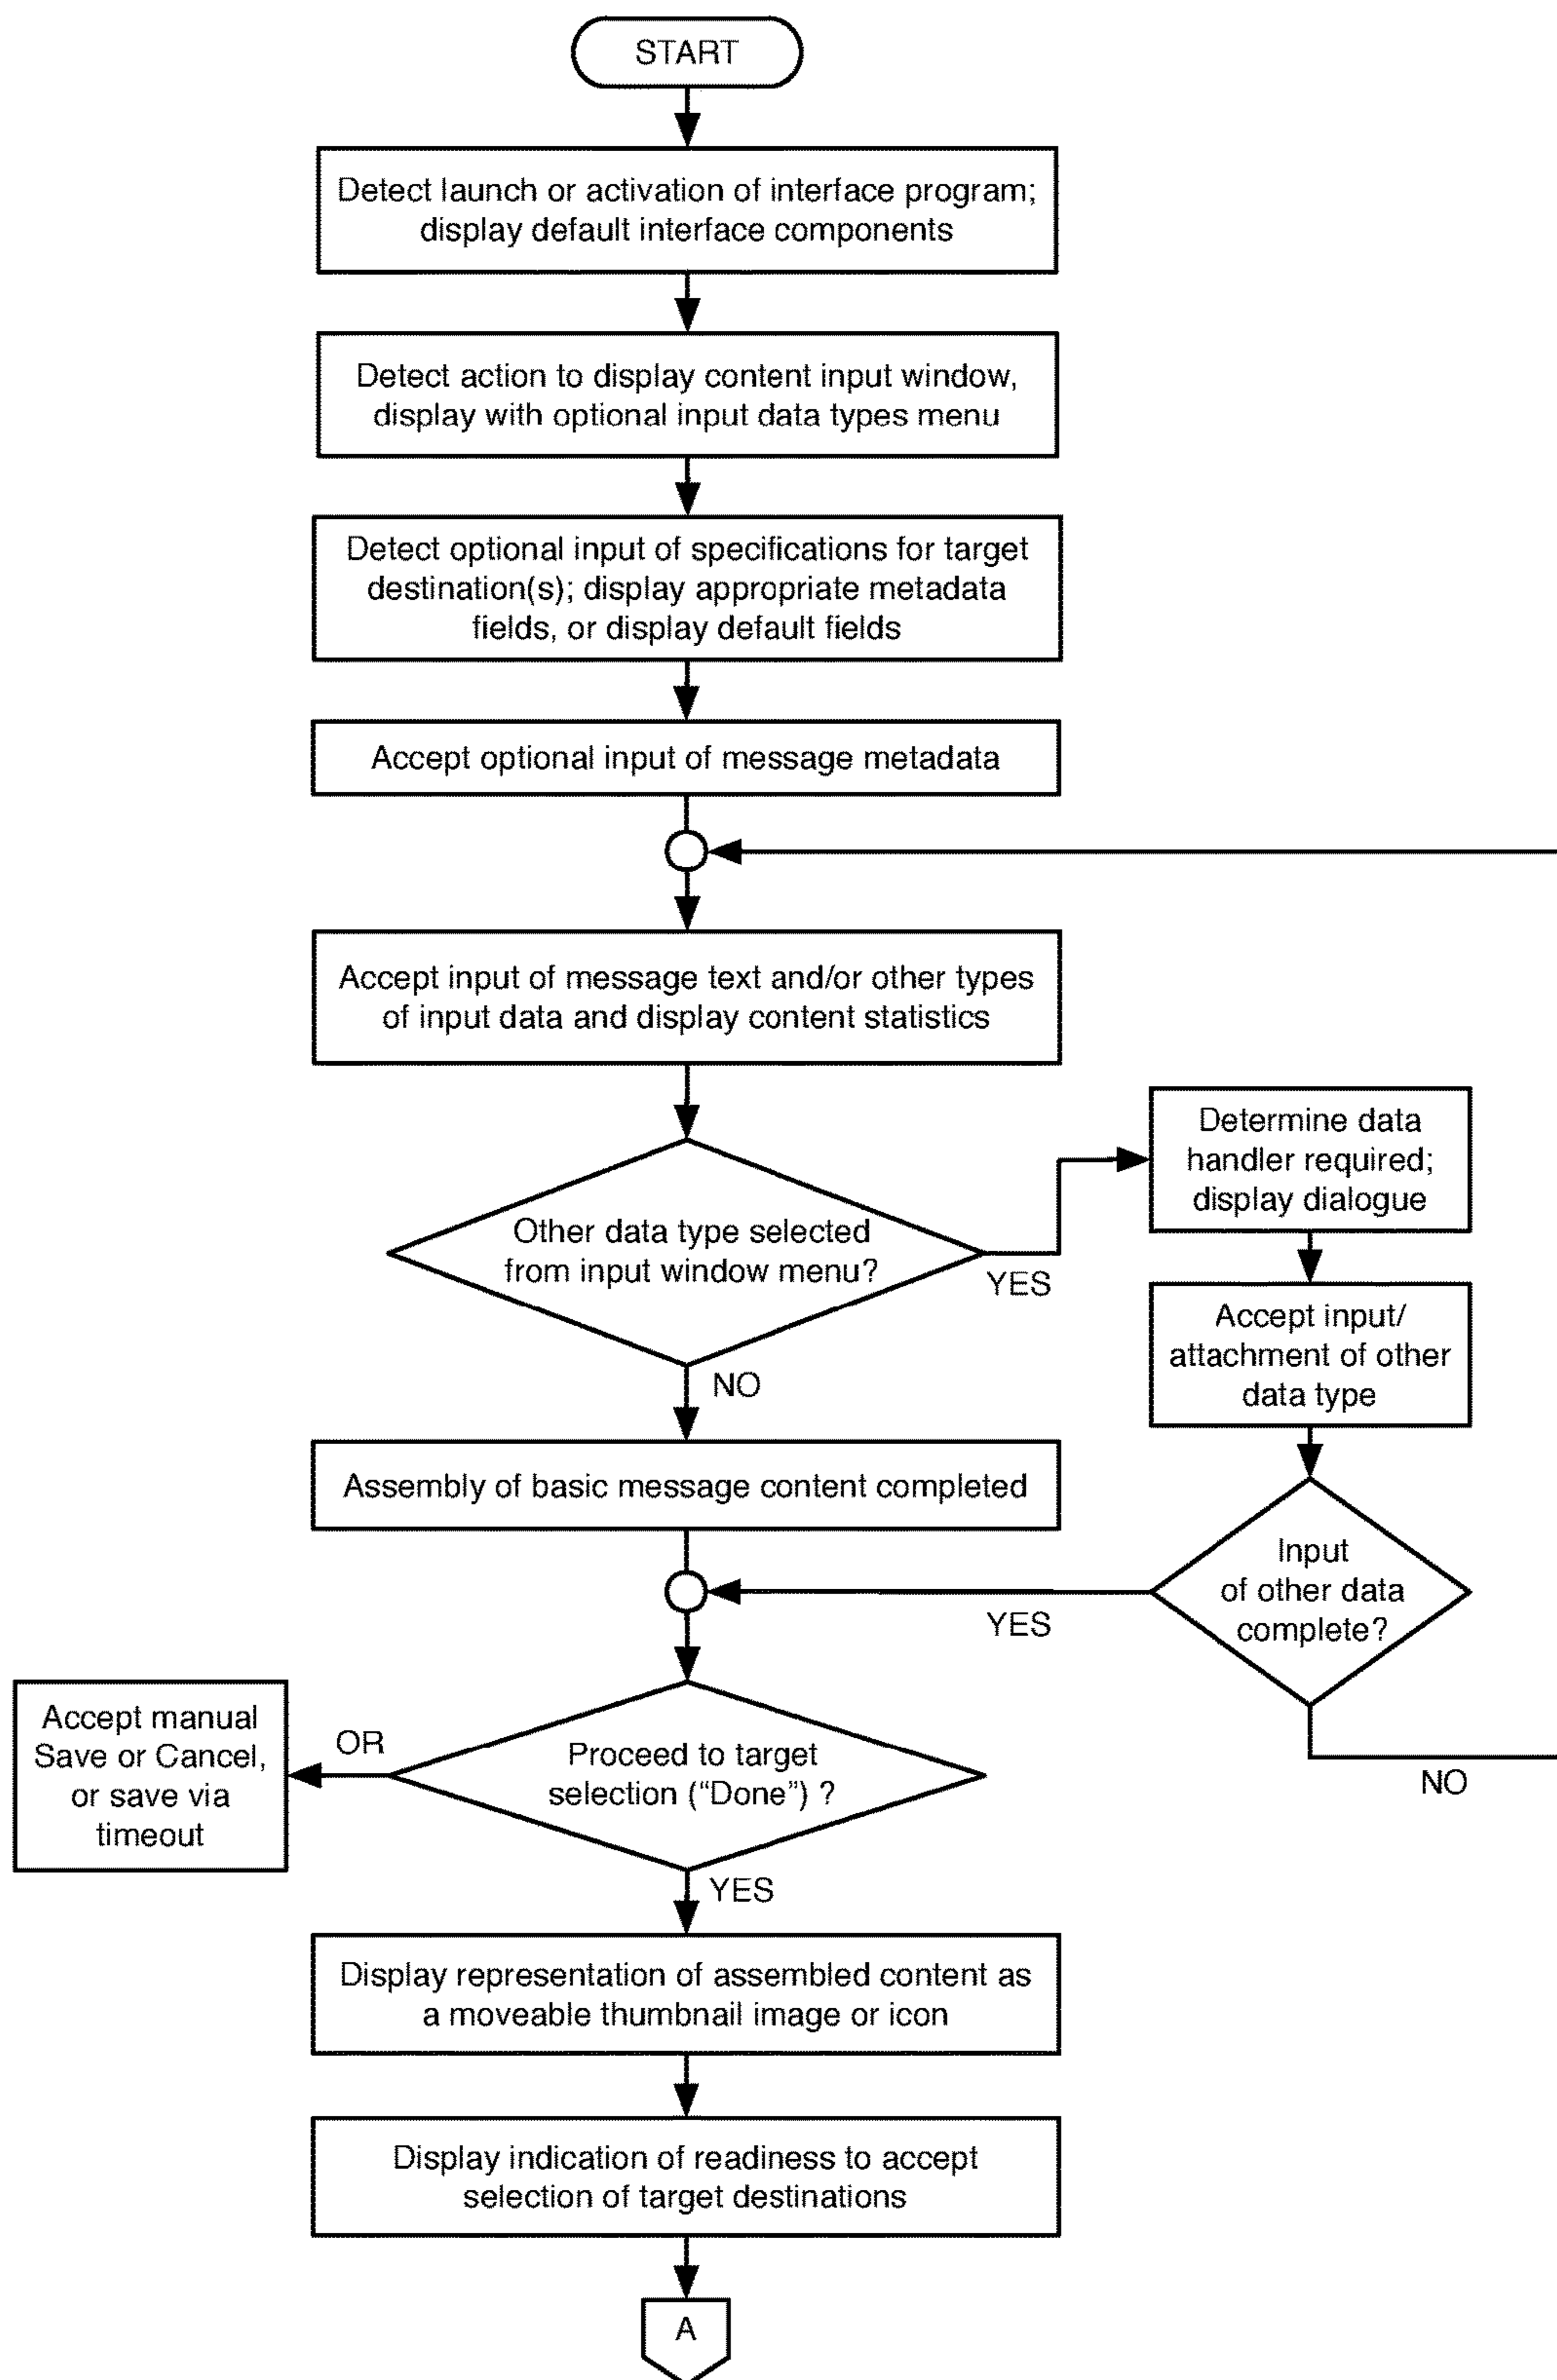 START
Detect launch or activation of interface program;
display default interface components
Detect action to display content input window,
display with optional input data types menu
Detect optional input of specifications for target
destination(s); display appropriate metadata
fields, or display default fields
Accept optional input of message metadata
Accept input of message text and/or other types
of input data and display content statistics
Other data type selected
from input window menu?
YES
Determine data
handler required;
display dialogue
Accept input/
attachment of other
data type
NO
Assembly of basic message content completed
Input
of other data
complete?
YES
NO
Proceed to target
selection (“Done”) ?
OR
Accept manual
Save or Cancel,
or save via
timeout
YES
Display representation of assembled content as
a moveable thumbnail image or icon
Display indication of readiness to accept
selection of target destinations
A